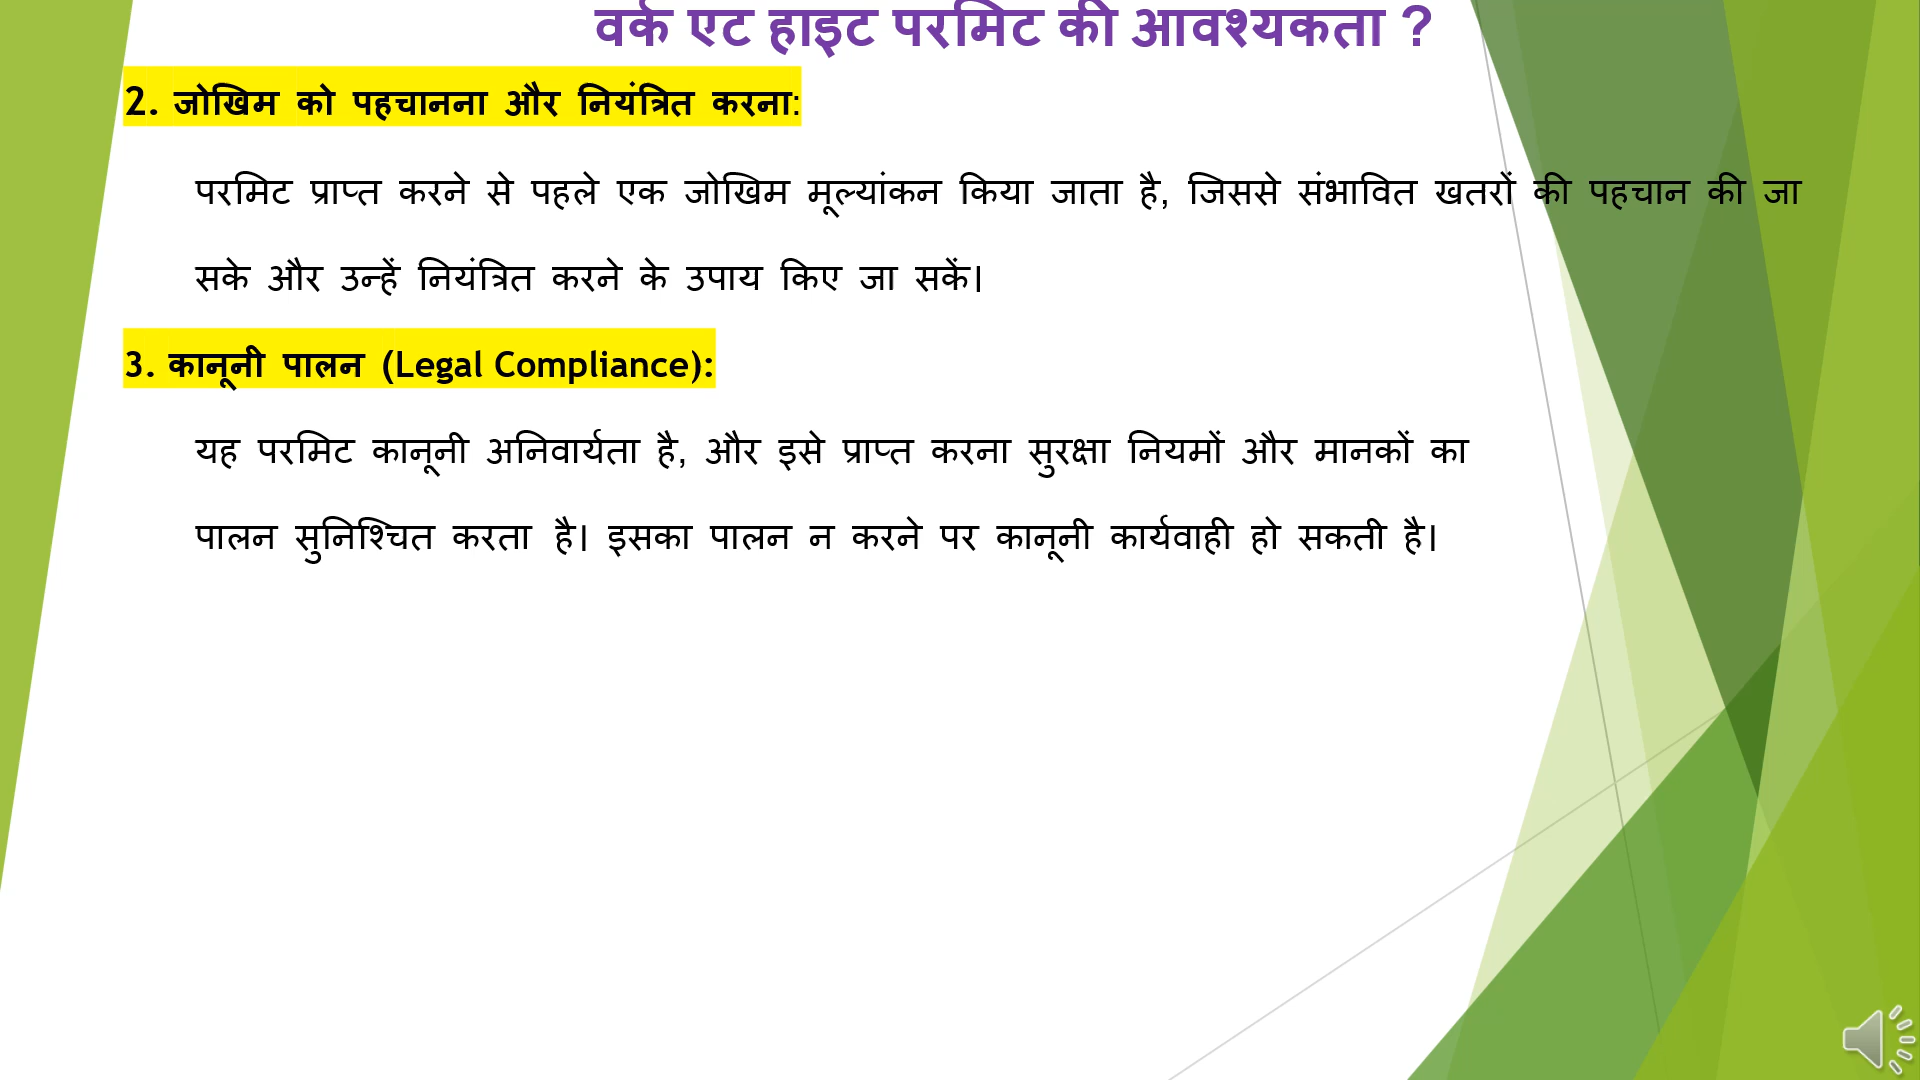 वर्क एट हाइट परमिट की आवश्यकता ?
2. जोखिम को पहचानना और नियंत्रित करना:
परमिट प्राप्त करने से पहले एक जोखिम मूल्यांकन किया जाता है, जिससे संभावित खतरों की पहचान की जा
सके और उन्हें नियंत्रित करने के उपाय किए जा सकें।
3. कानूनी पालन (Legal Compliance):
यह परमिट कानूनी अनिवार्यता है, और इसे प्राप्त करना सुरक्षा नियमों और मानकों का
पालन सुनिश्चित करता है। इसका पालन न करने पर कानूनी कार्यवाही हो सकती है।